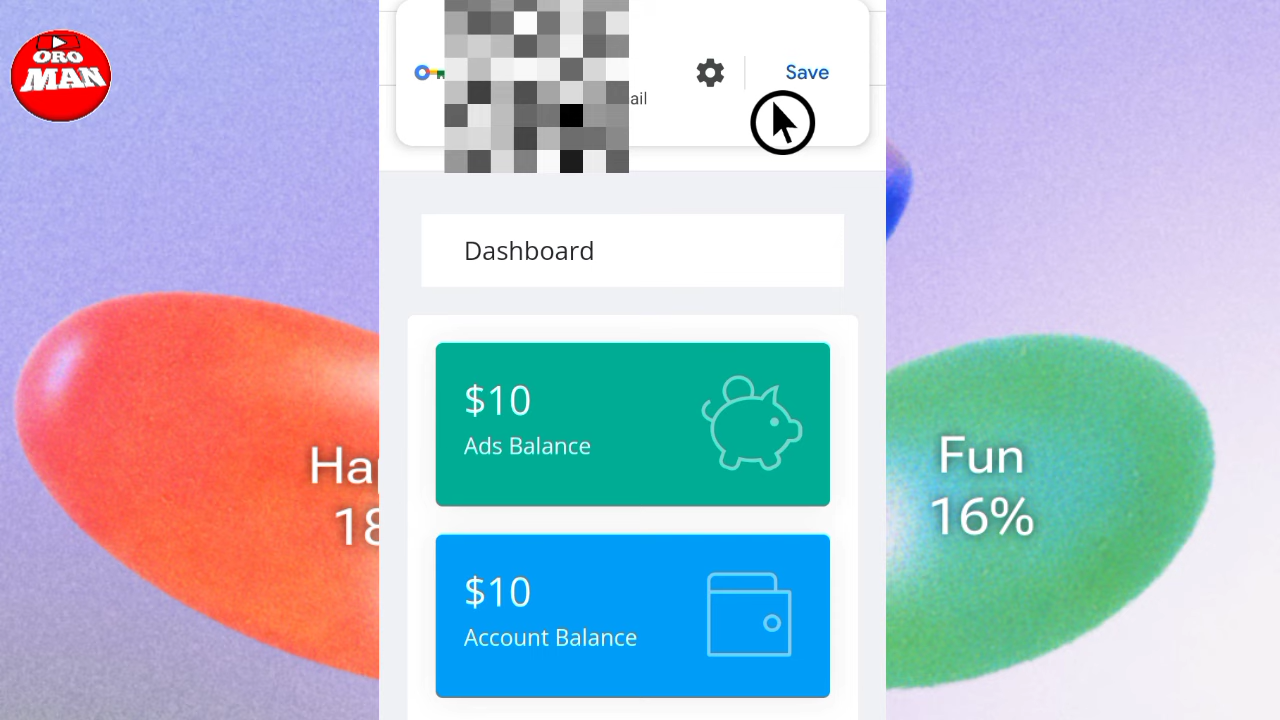 ORO
MAN
Save
ail
Dashboard
$10
Ads Balance
$10
Account Balance
Fun
16%